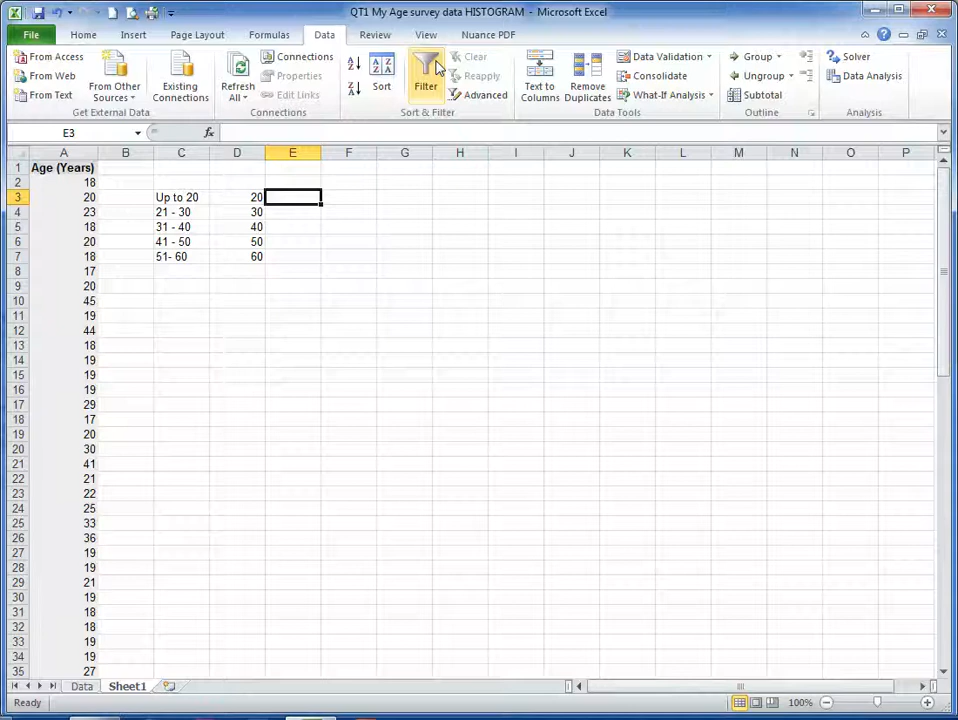 QT1 My Age survey data HISTOGRAM - Microsoft Excel
File Home Insert Page Layout Formulas Data Review View Nuance PDF
From Access
From Web
From Text
From Other Sources
Existing Connections
Get External Data
Refresh All
Connections
Properties
Edit Links
Connections
Sort
Filter
Clear
Reapply
Advanced
Sort & Filter
Text to Columns
Remove Duplicates
Data Validation
Consolidate
What-If Analysis
Data Tools
Group
Ungroup
Subtotal
Outline
Solver
Data Analysis
Analysis
E3 fx
A B C D E F G H I J K L M N O P
1 Age (Years)
2 18
3 20 Up to 20 20
4 23 21 - 30 30
5 18 31 - 40 40
6 20 41 - 50 50
7 18 51- 60 60
8 17
9 20
10 45
11 19
12 44
13 18
14 19
15 19
16 19
17 29
18 17
19 20
20 30
21 41
22 21
23 22
24 25
25 33
26 36
27 19
28 19
29 21
30 19
31 18
32 18
33 19
34 19
35 27
Data Sheet1
Ready 100%